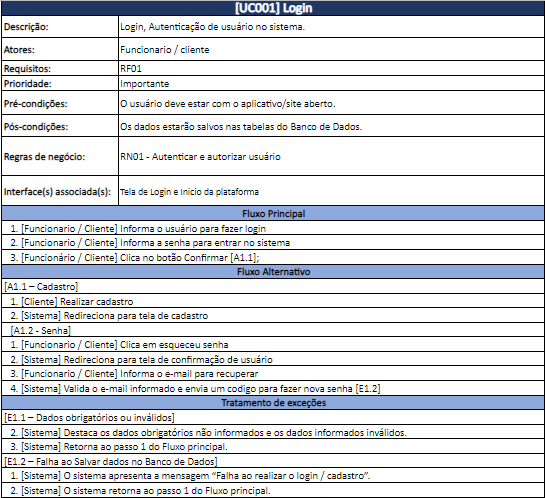 [UC001] Login
Descrição: Login, Autenticação de usuário no sistema.
Atores: Funcionario / cliente
Requisitos: RF01
Prioridade: Importante
Pré-condições: O usuário deve estar com o aplicativo/site aberto.
Pós-condições: Os dados estarão salvos nas tabelas do Banco de Dados.
Regras de negócio: RN01 - Autenticar e autorizar usuário
Interface(s) associada(s): Tela de Login e Inicio da plataforma
Fluxo Principal
1. [Funcionario / Cliente] Informa o usuário para fazer login
2. [Funcionario / Cliente] Informa a senha para entrar no sistema
3. [Funcionário / Cliente] Clica no botão Confirmar [A1.1];
Fluxo Alternativo
[A1.1 – Cadastro]
1. [Cliente] Realizar cadastro
2. [Sistema] Redireciona para tela de cadastro
[A1.2 - Senha]
1. [Funcionario / Cliente] Clica em esqueceu senha
2. [Sistema] Redireciona para tela de confirmação de usuário
3. [Funcionario / Cliente] Informa o e-mail para recuperar
4. [Sistema] Valida o e-mail informado e envia um codigo para fazer nova senha [E1.2]
Tratamento de exceções
[E1.1 – Dados obrigatórios ou inválidos]
2. [Sistema] Destaca os dados obrigatórios não informados e os dados informados inválidos.
3. [Sistema] Retorna ao passo 1 do Fluxo principal.
[E1.2 – Falha ao Salvar dados no Banco de Dados]
1. [Sistema] O sistema apresenta a mensagem “Falha ao realizar o login / cadastro”.
2. [Sistema] O sistema retorna ao passo 1 do Fluxo principal.